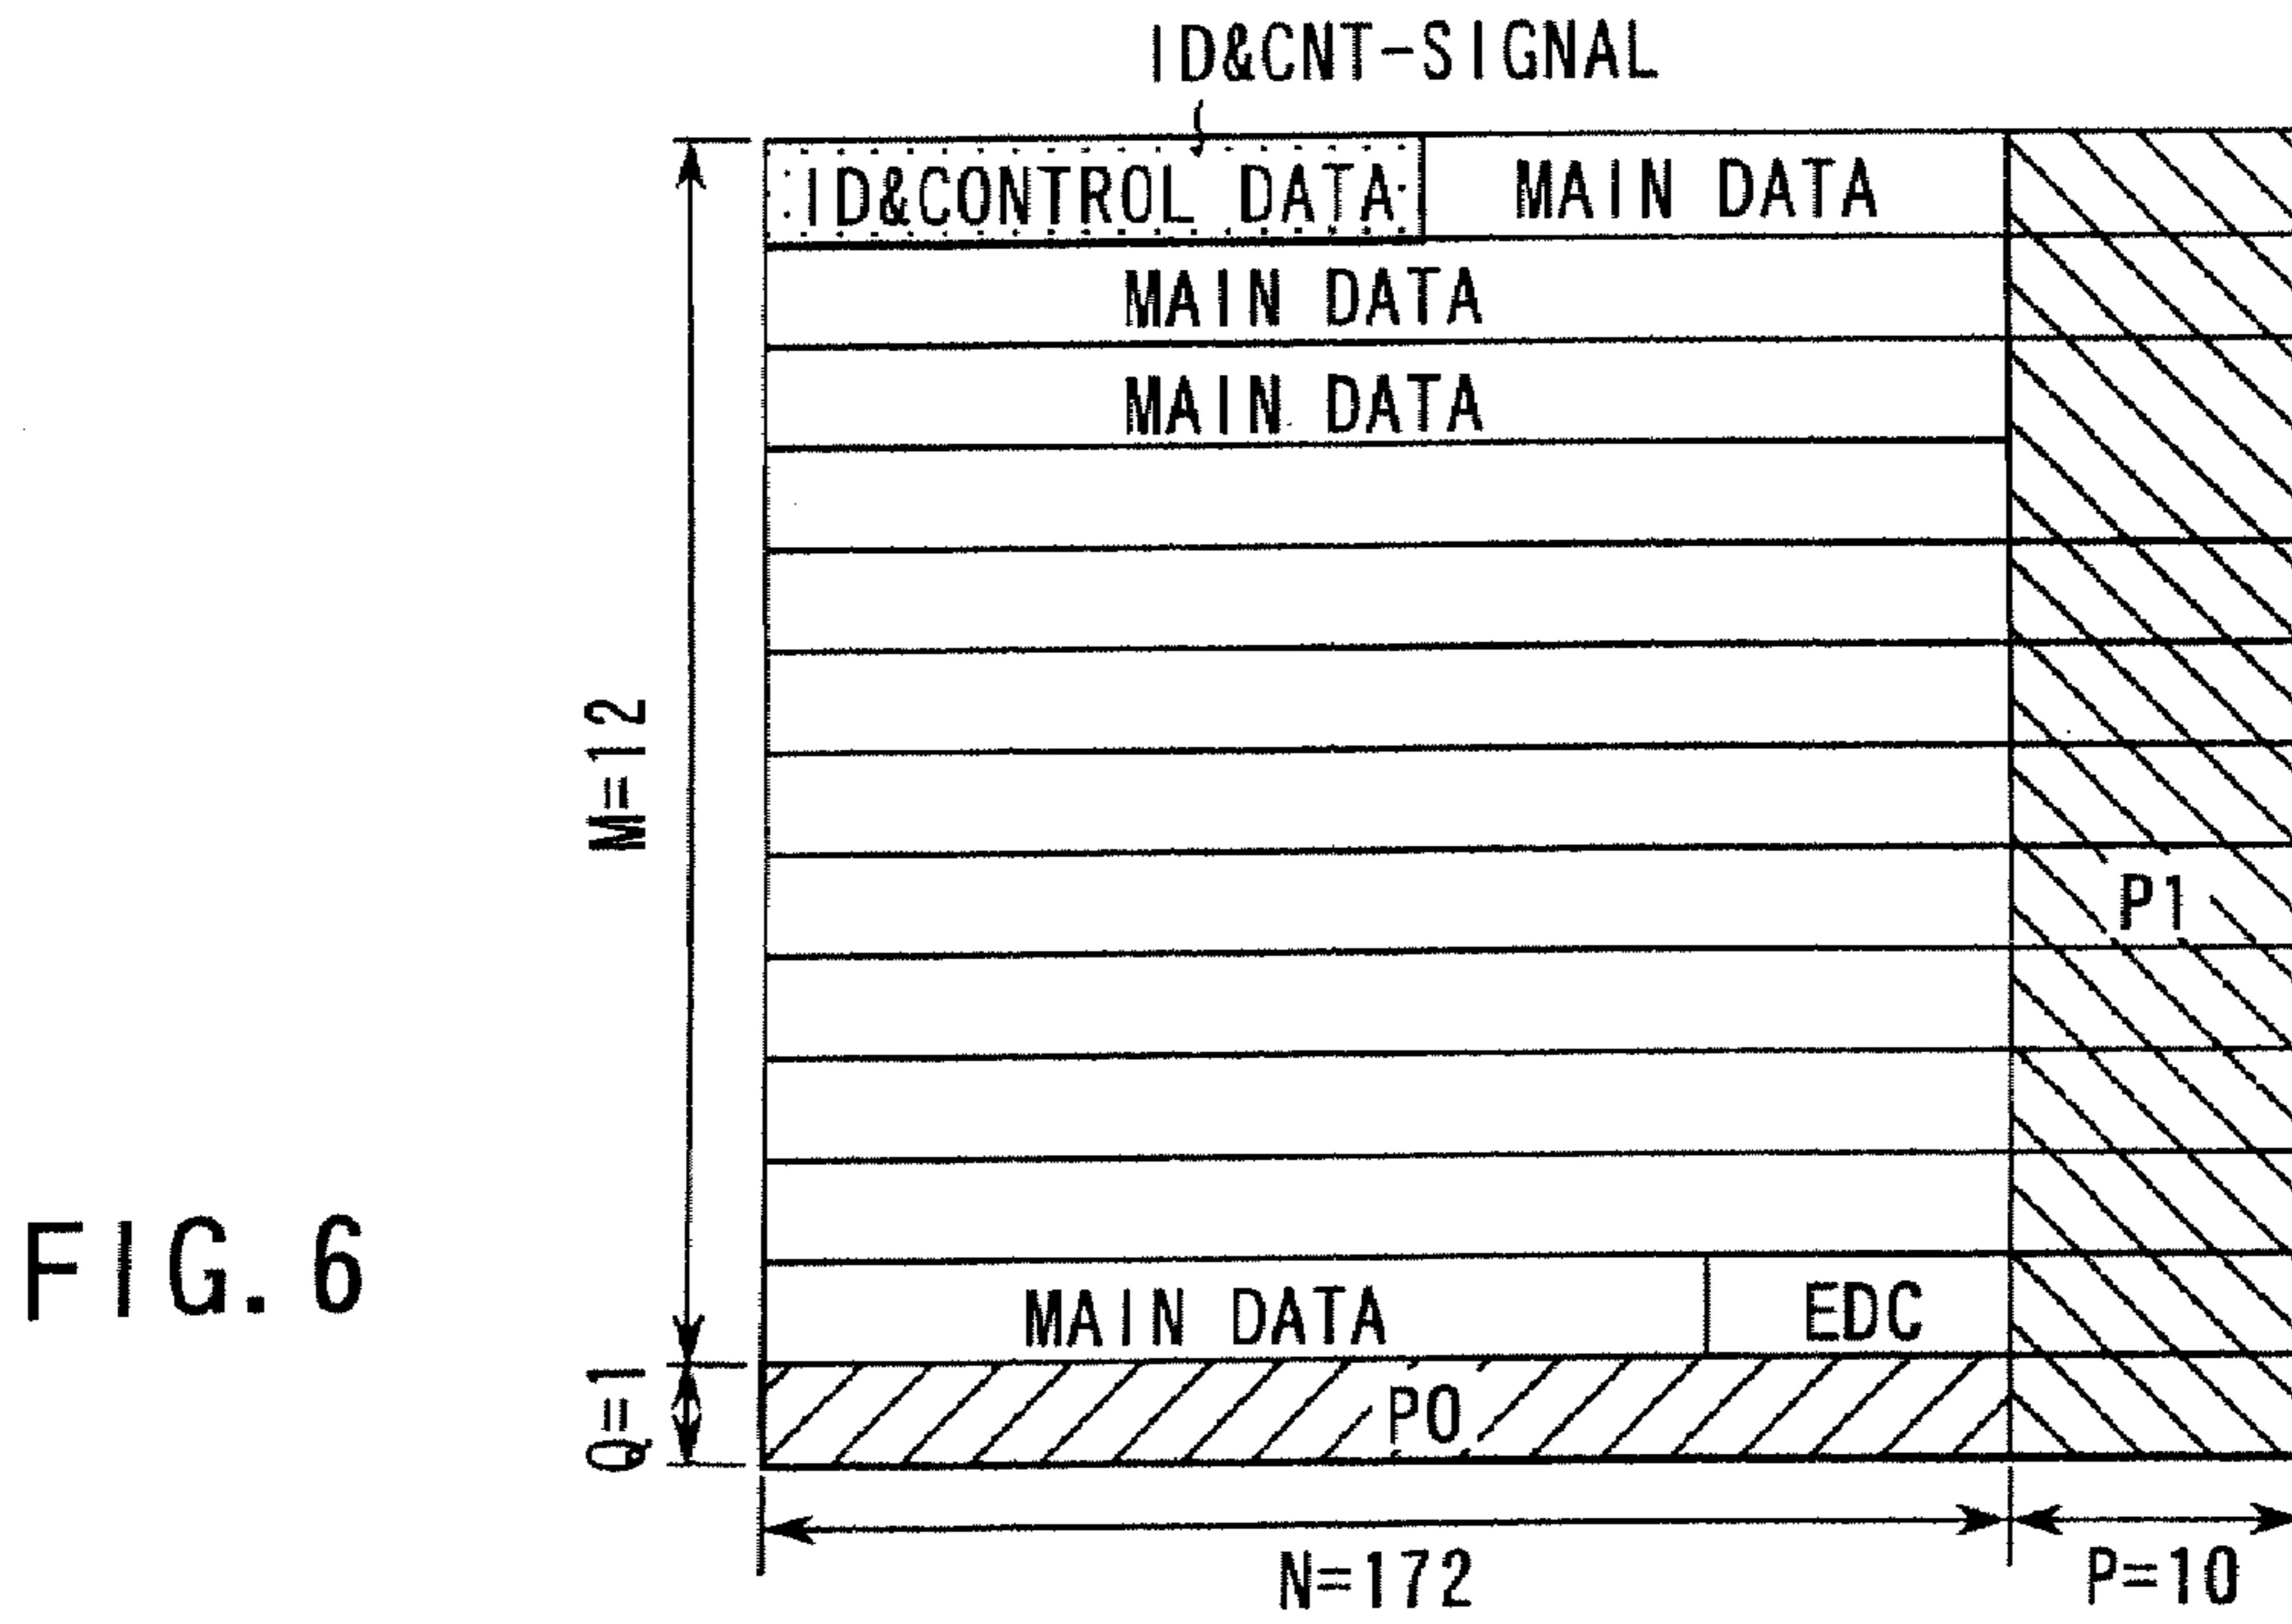 ID&CNT-SIGNAL
ID&CONTROL DATA
MAIN DATA
MAIN DATA
MAIN DATA
M=12
P1
FIG. 6
MAIN DATA
EDC
Q=1
PO
N=172
P=10